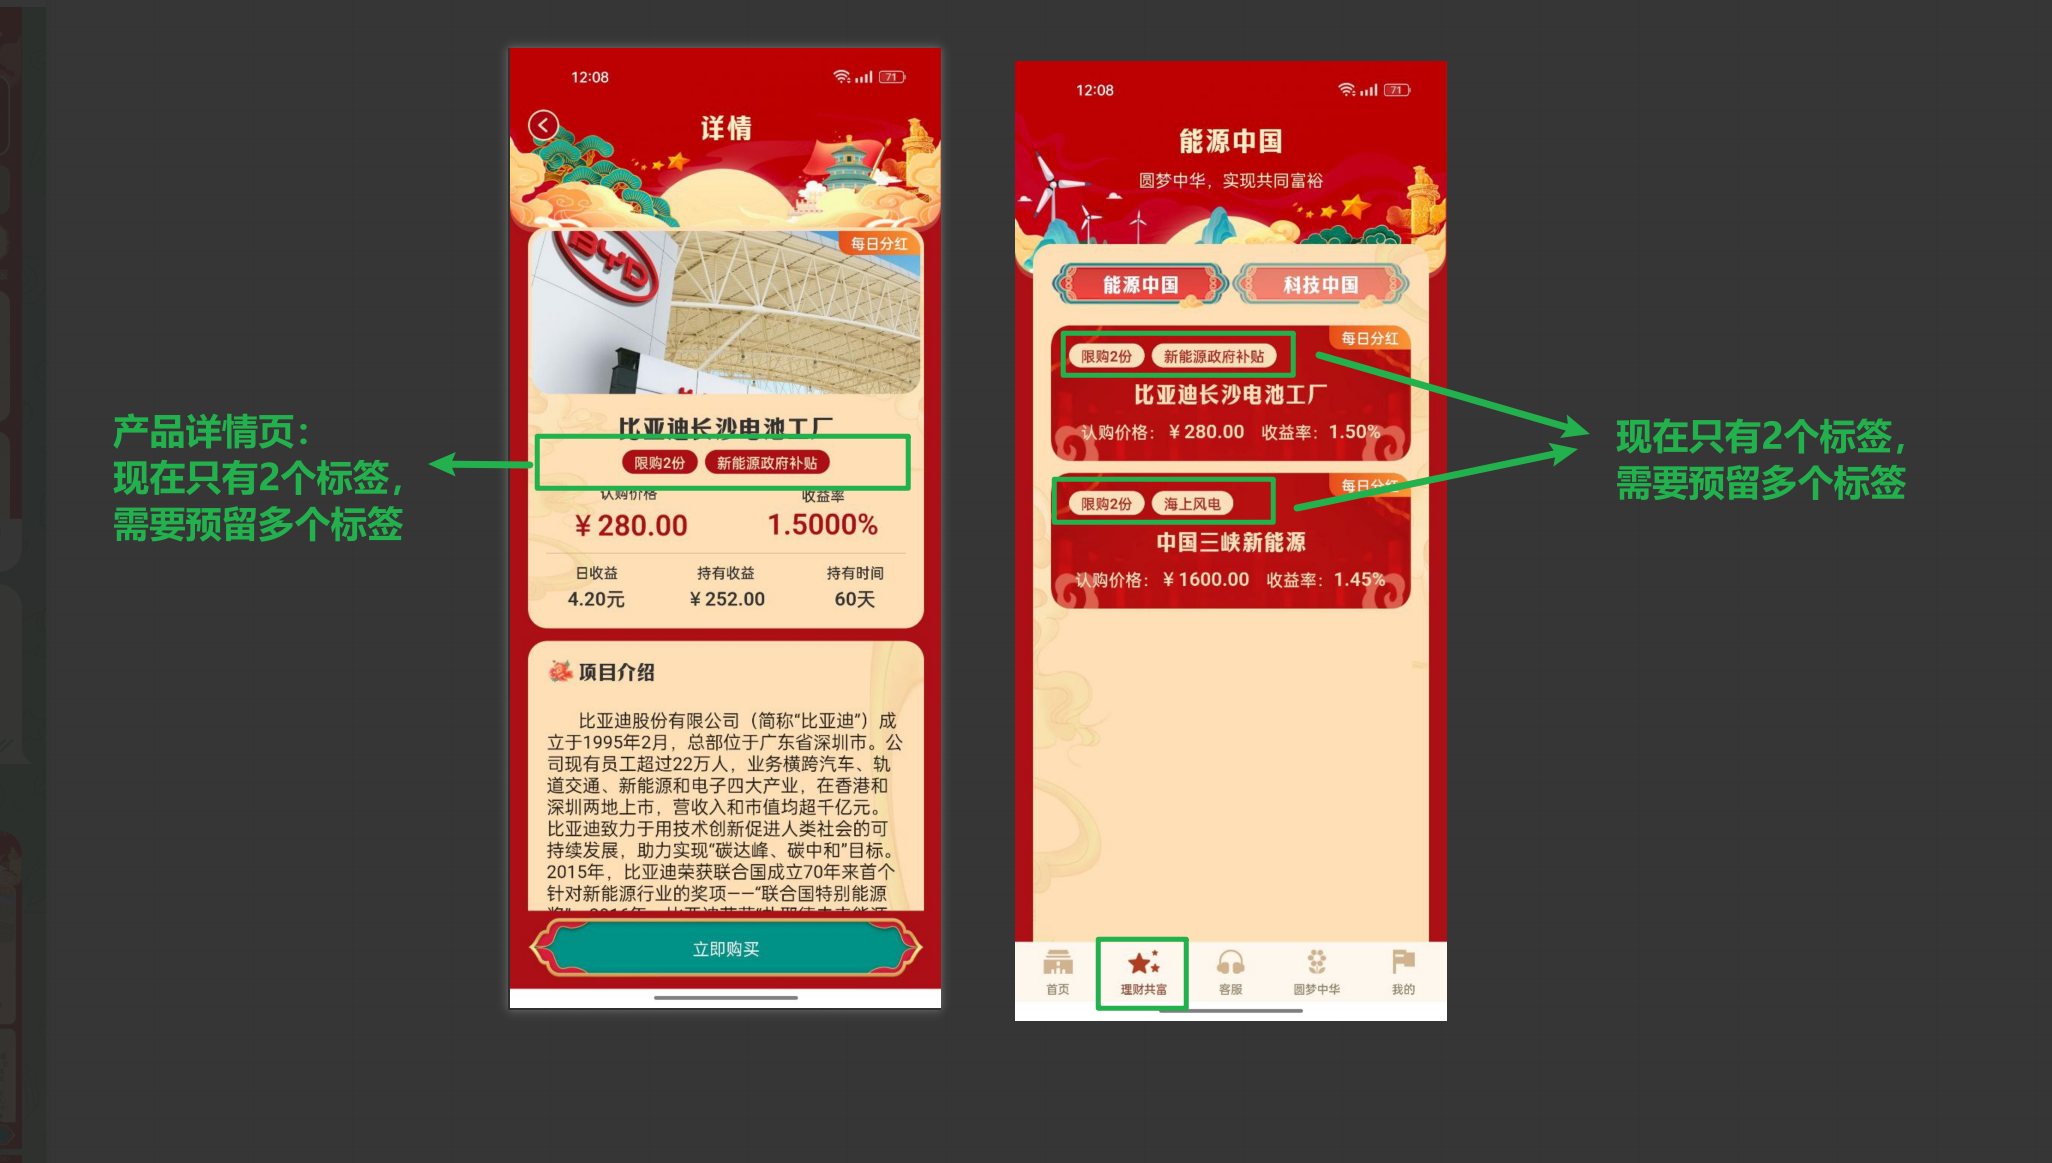 产品详情页：
现在只有2个标签，
需要预留多个标签
12:08
71
详情
BYD
每日分红
比亚迪长沙电池工厂
限购2份
新能源政府补贴
认购价格
收益率
￥280.00
1.5000%
日收益
持有收益
持有时间
4.20元
￥252.00
60天
项目介绍
比亚迪股份有限公司（简称“比亚迪”）成
立于1995年2月，总部位于广东省深圳市。公
司现有员工超过22万人，业务横跨汽车、轨
道交通、新能源和电子四大产业，在香港和
深圳两地上市，营收入和市值均超千亿元。
比亚迪致力于用技术创新促进人类社会的可
持续发展，助力实现“碳达峰、碳中和”目标。
2015年，比亚迪荣获联合国成立70年来首个
针对新能源行业的奖项——“联合国特别能源
立即购买
12:08
71
能源中国
圆梦中华，实现共同富裕
能源中国
科技中国
每日分红
限购2份
新能源政府补贴
比亚迪长沙电池工厂
认购价格：￥280.00 收益率：1.50%
每日分红
限购2份
海上风电
中国三峡新能源
认购价格：￥1600.00 收益率：1.45%
首页
理财共富
客服
圆梦中华
我的
现在只有2个标签，
需要预留多个标签